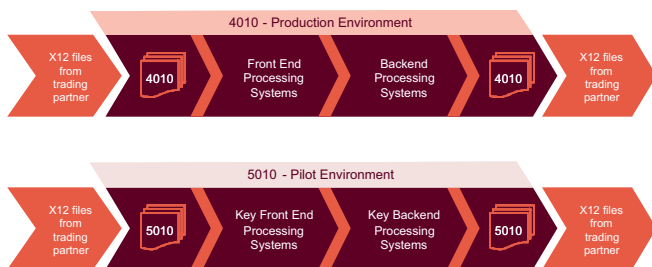 4010 - Production Environment
X12 files
from
trading
partner
4010
Front End
Processing
Systems
Backend
Processing
Systems
4010
X12 files
from
trading
partner
5010 - Pilot Environment
X12 files
from
trading
partner
5010
Key Front End
Processing
Systems
Key Backend
Processing
Systems
5010
X12 files
from
trading
partner